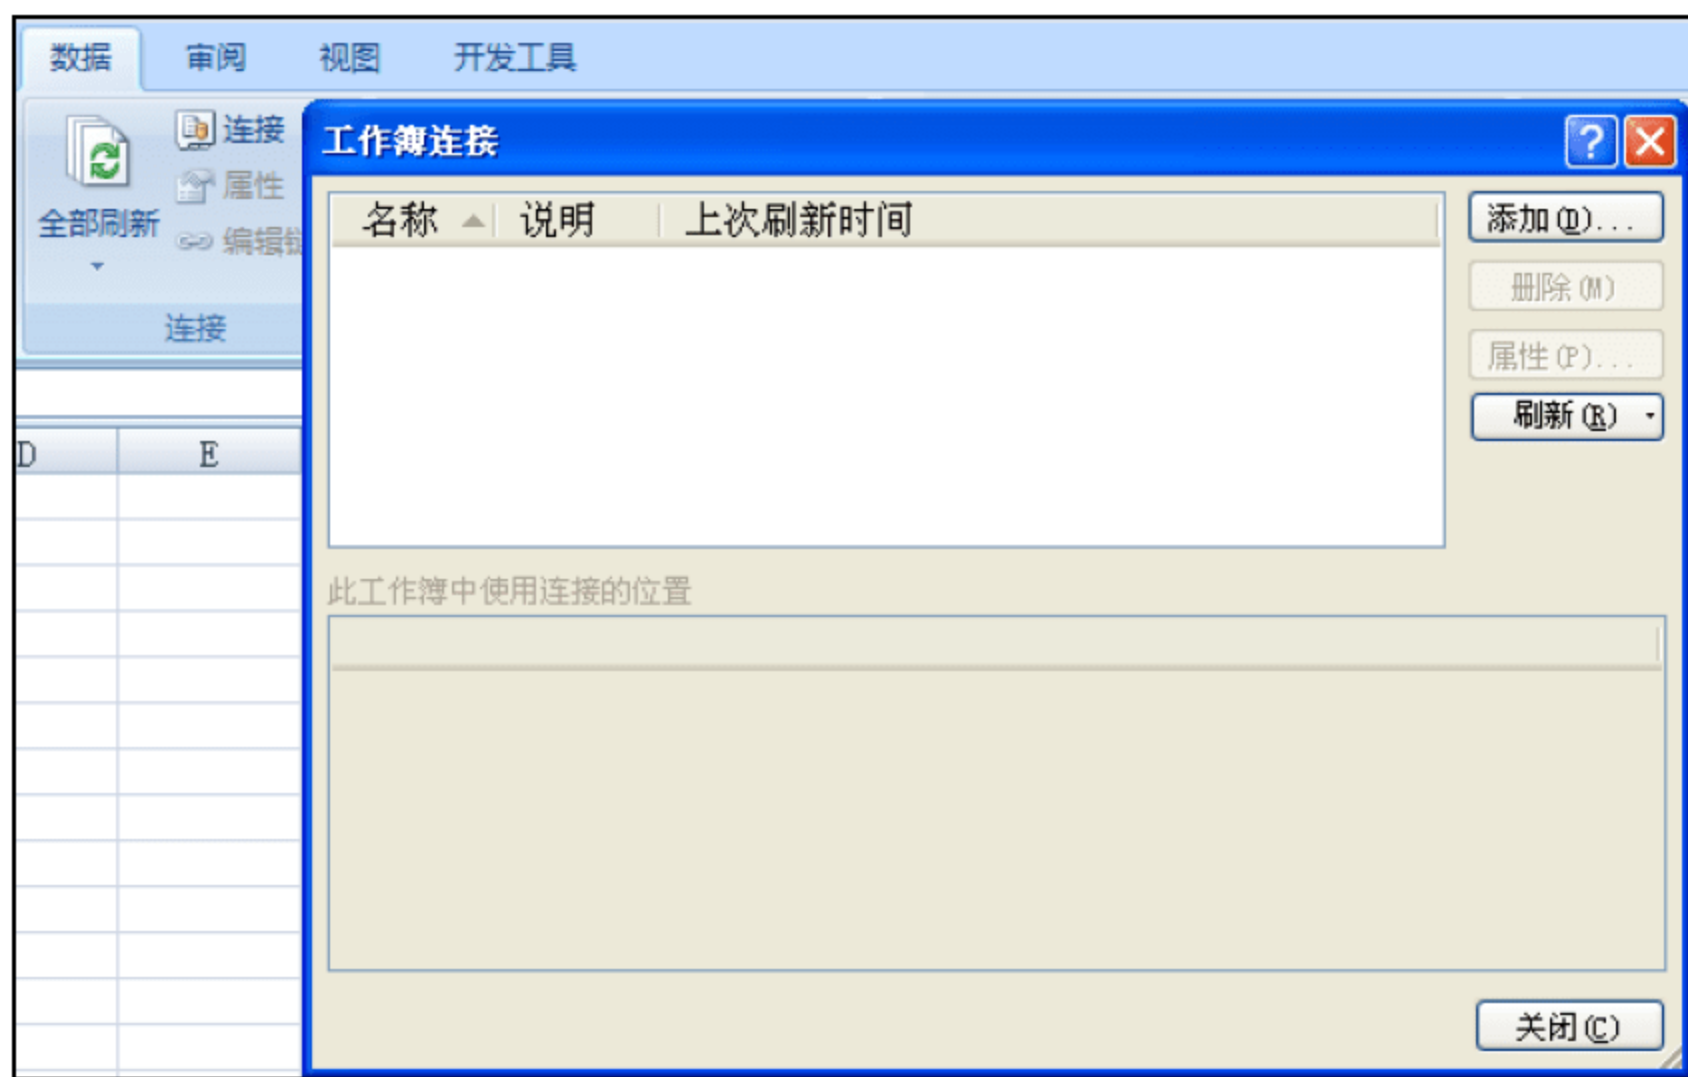 数据 审阅 视图 开发工具
连接
属性
全部刷新
编辑
连接
工作簿连接
名称 说明 上次刷新时间
添加(D)...
删除(M)
属性(P)...
刷新(R)
D E
此工作簿中使用连接的位置
关闭(C)